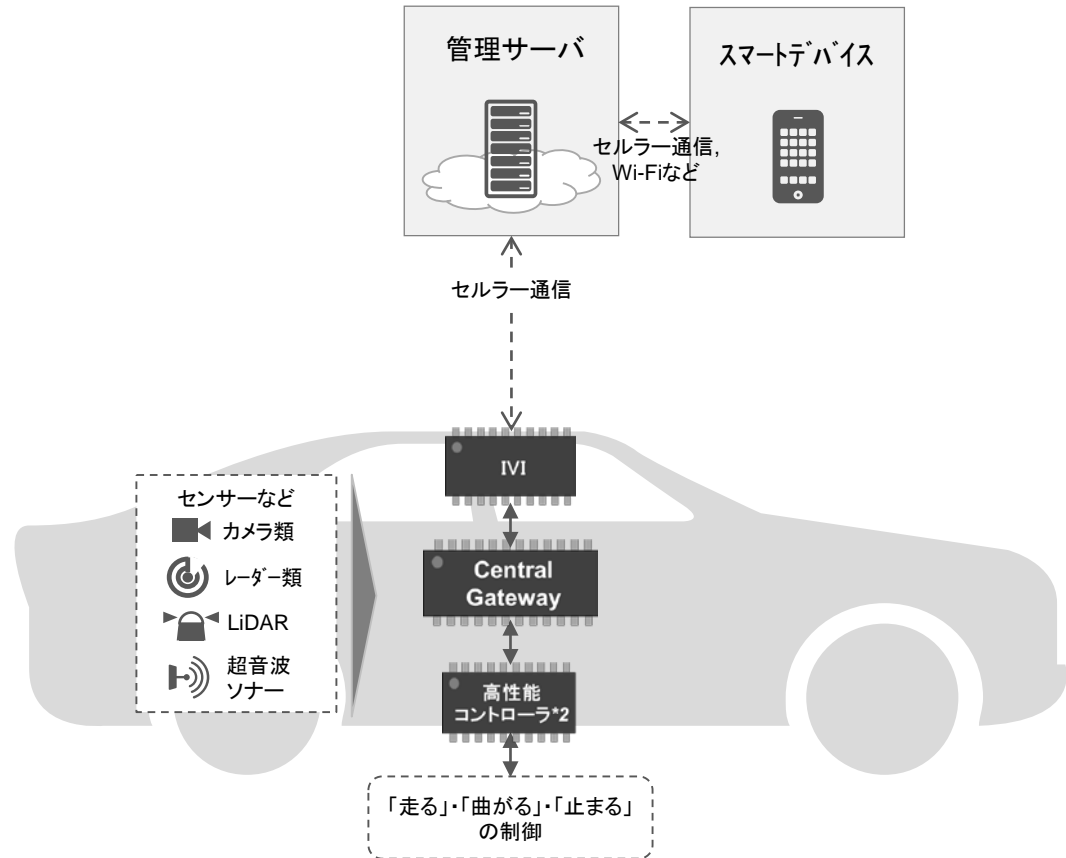 管理サーバ
スマートデバイス
セルラー通信,
Wi-Fiなど
セルラー通信
IVI
センサーなど
カメラ類
レーダー類
LiDAR
超音波
ソナー
Central
Gateway
高性能
コントローラ*2
「走る」・「曲がる」・「止まる」
の制御